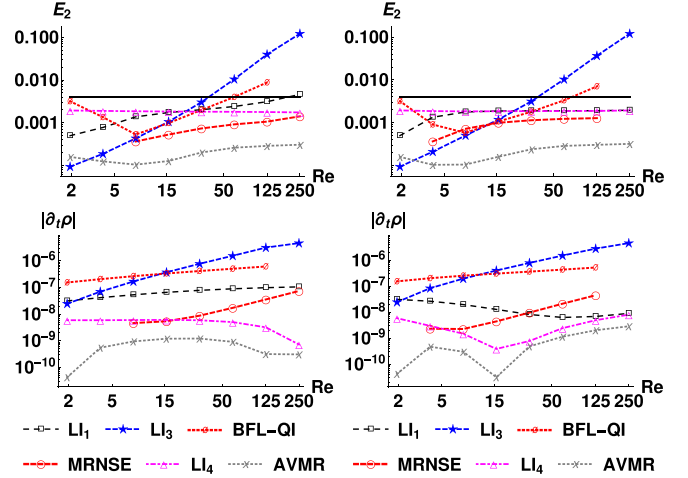 E₂ E₂
0.100 0.100
0.010 0.010
0.001 0.001
2 5 15 50 125 250 Re 2 5 15 50 125 250 Re
|∂ₜρ| |∂ₜρ|
10⁻⁶ 10⁻⁶
10⁻⁷ 10⁻⁷
10⁻⁸ 10⁻⁸
10⁻⁹ 10⁻⁹
10⁻¹⁰ 10⁻¹⁰
2 5 15 50 125 250 Re 2 5 15 50 125 250 Re
LI₁ LI₃ BFL-QI LI₁ LI₃ BFL-QI
MRNSE LI₄ AVMR MRNSE LI₄ AVMR